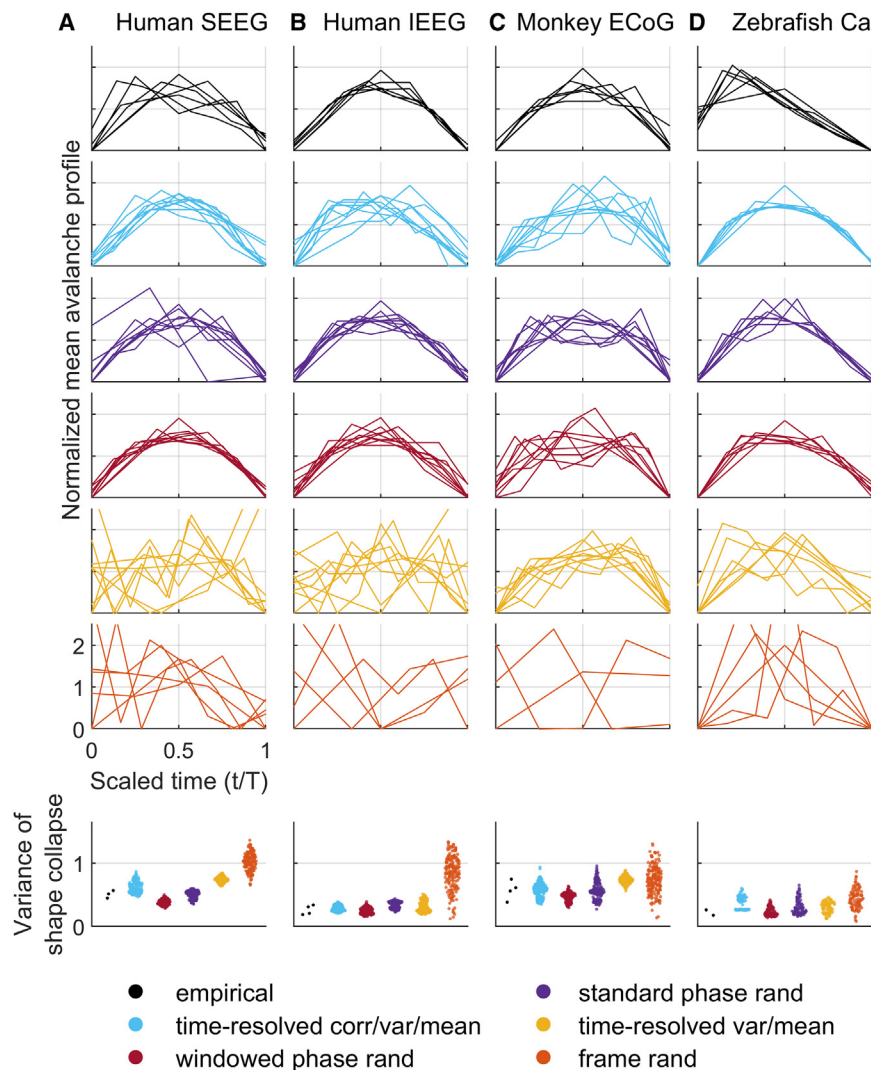 A Human SEEG B Human IEEG C Monkey ECoG D Zebrafish Ca
Normalized mean avalanche profile
2
1
0
0 0.5 1
Scaled time (t/T)
Variance of
shape collapse
1
0
empirical
standard phase rand
time-resolved corr/var/mean
time-resolved var/mean
windowed phase rand
frame rand